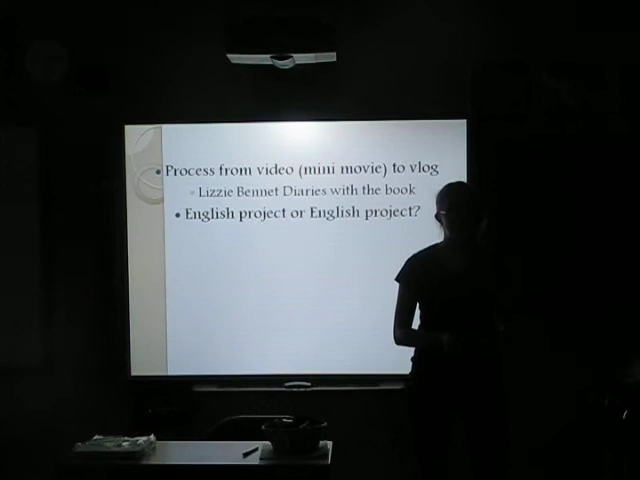 Process from video (mini movie) to vlog
Lizzie Bennet Diaries with the book
English project or English project?